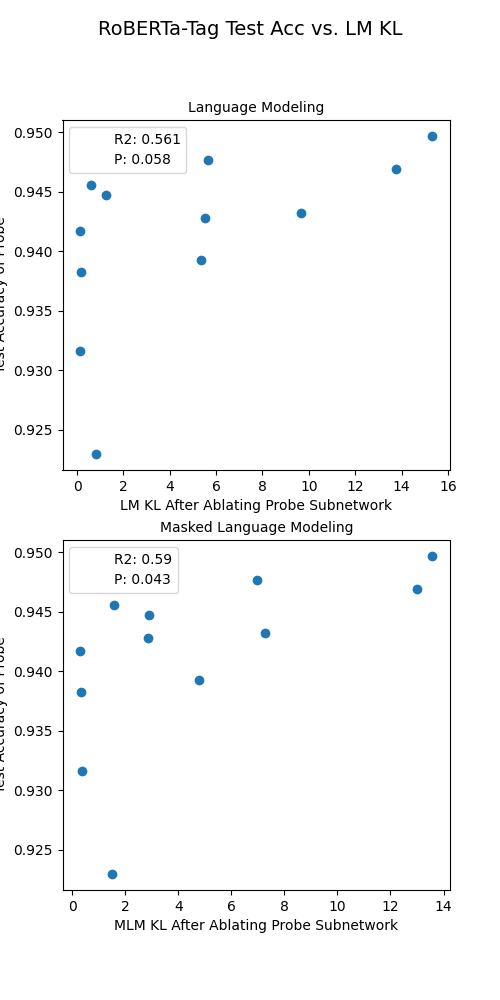 RoBERTa-Tag Test Acc vs. LM KL
Language Modeling
R2: 0.561
P: 0.058
0.950
0.945
0.940
0.935
0.930
0.925
Test Accuracy of Probe
0 2 4 6 8 10 12 14 16
LM KL After Ablating Probe Subnetwork
Masked Language Modeling
R2: 0.59
P: 0.043
0.950
0.945
0.940
0.935
0.930
0.925
Test Accuracy of Probe
0 2 4 6 8 10 12 14
MLM KL After Ablating Probe Subnetwork